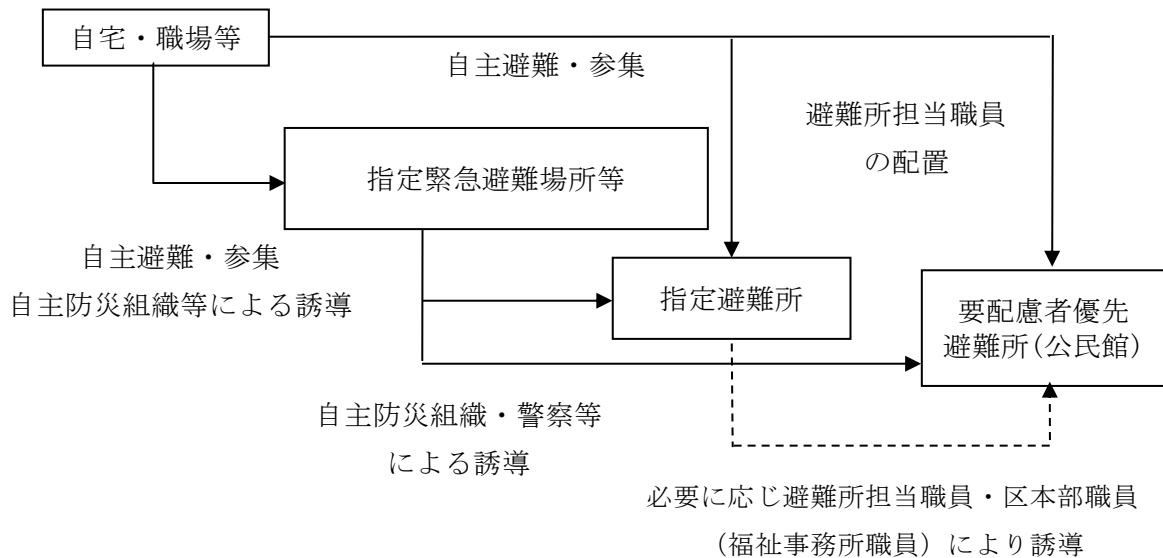 自宅・職場等
自主避難・参集
避難所担当職員
の配置
指定緊急避難場所等
自主避難・参集
自主防災組織等による誘導
指定避難所
要配慮者優先
避難所(公民館)
自主防災組織・警察等
による誘導
必要に応じ避難所担当職員・区本部職員
（福祉事務所職員）により誘導